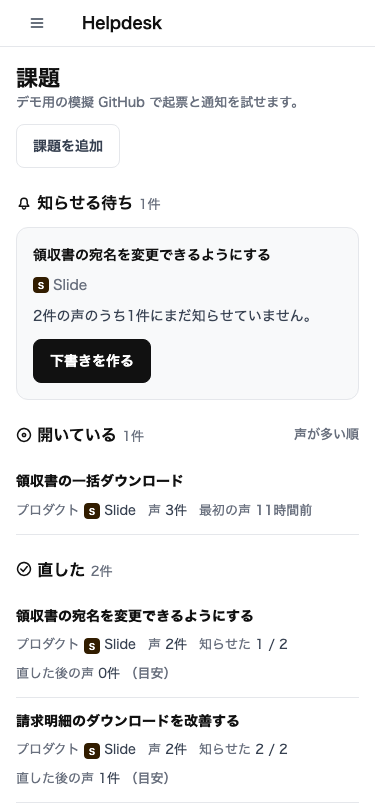 Helpdesk
課題
デモ用の模擬 GitHub で起票と通知を試せます。
課題を追加
知らせる待ち 1件
領収書の宛名を変更できるようにする
S Slide
2件の声のうち1件にまだ知らせていません。
下書きを作る
開いている 1件 声が多い順
領収書の一括ダウンロード
プロダクト S Slide 声 3件 最初の声 11時間前
直した 2件
領収書の宛名を変更できるようにする
プロダクト S Slide 声 2件 知らせた 1 / 2
直した後の声 0件 （目安）
請求明細のダウンロードを改善する
プロダクト S Slide 声 2件 知らせた 2 / 2
直した後の声 1件 （目安）